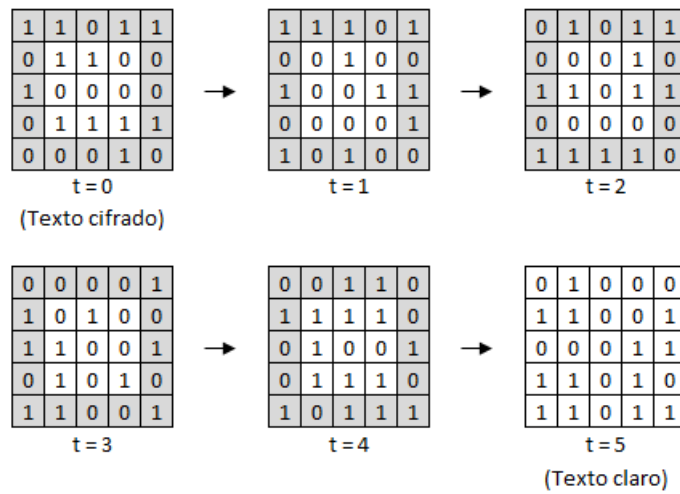 1 1 0 1 1
0 1 1 0 0
1 0 0 0 0
0 1 1 1 1
0 0 0 1 0
t = 0
(Texto cifrado)
1 1 1 0 1
0 0 1 0 0
1 0 0 1 1
0 0 0 0 1
1 0 1 0 0
t = 1
0 1 0 1 1
0 0 0 1 0
1 1 0 1 1
0 0 0 0 0
1 1 1 1 0
t = 2
0 0 0 0 1
1 0 1 0 0
1 1 0 0 1
0 1 0 1 0
1 1 0 0 1
t = 3
0 0 1 1 0
1 1 1 1 0
0 1 0 0 1
0 1 1 1 0
1 0 1 1 1
t = 4
0 1 0 0 0
1 1 0 0 1
0 0 0 1 1
1 1 0 1 0
1 1 0 1 1
t = 5
(Texto claro)